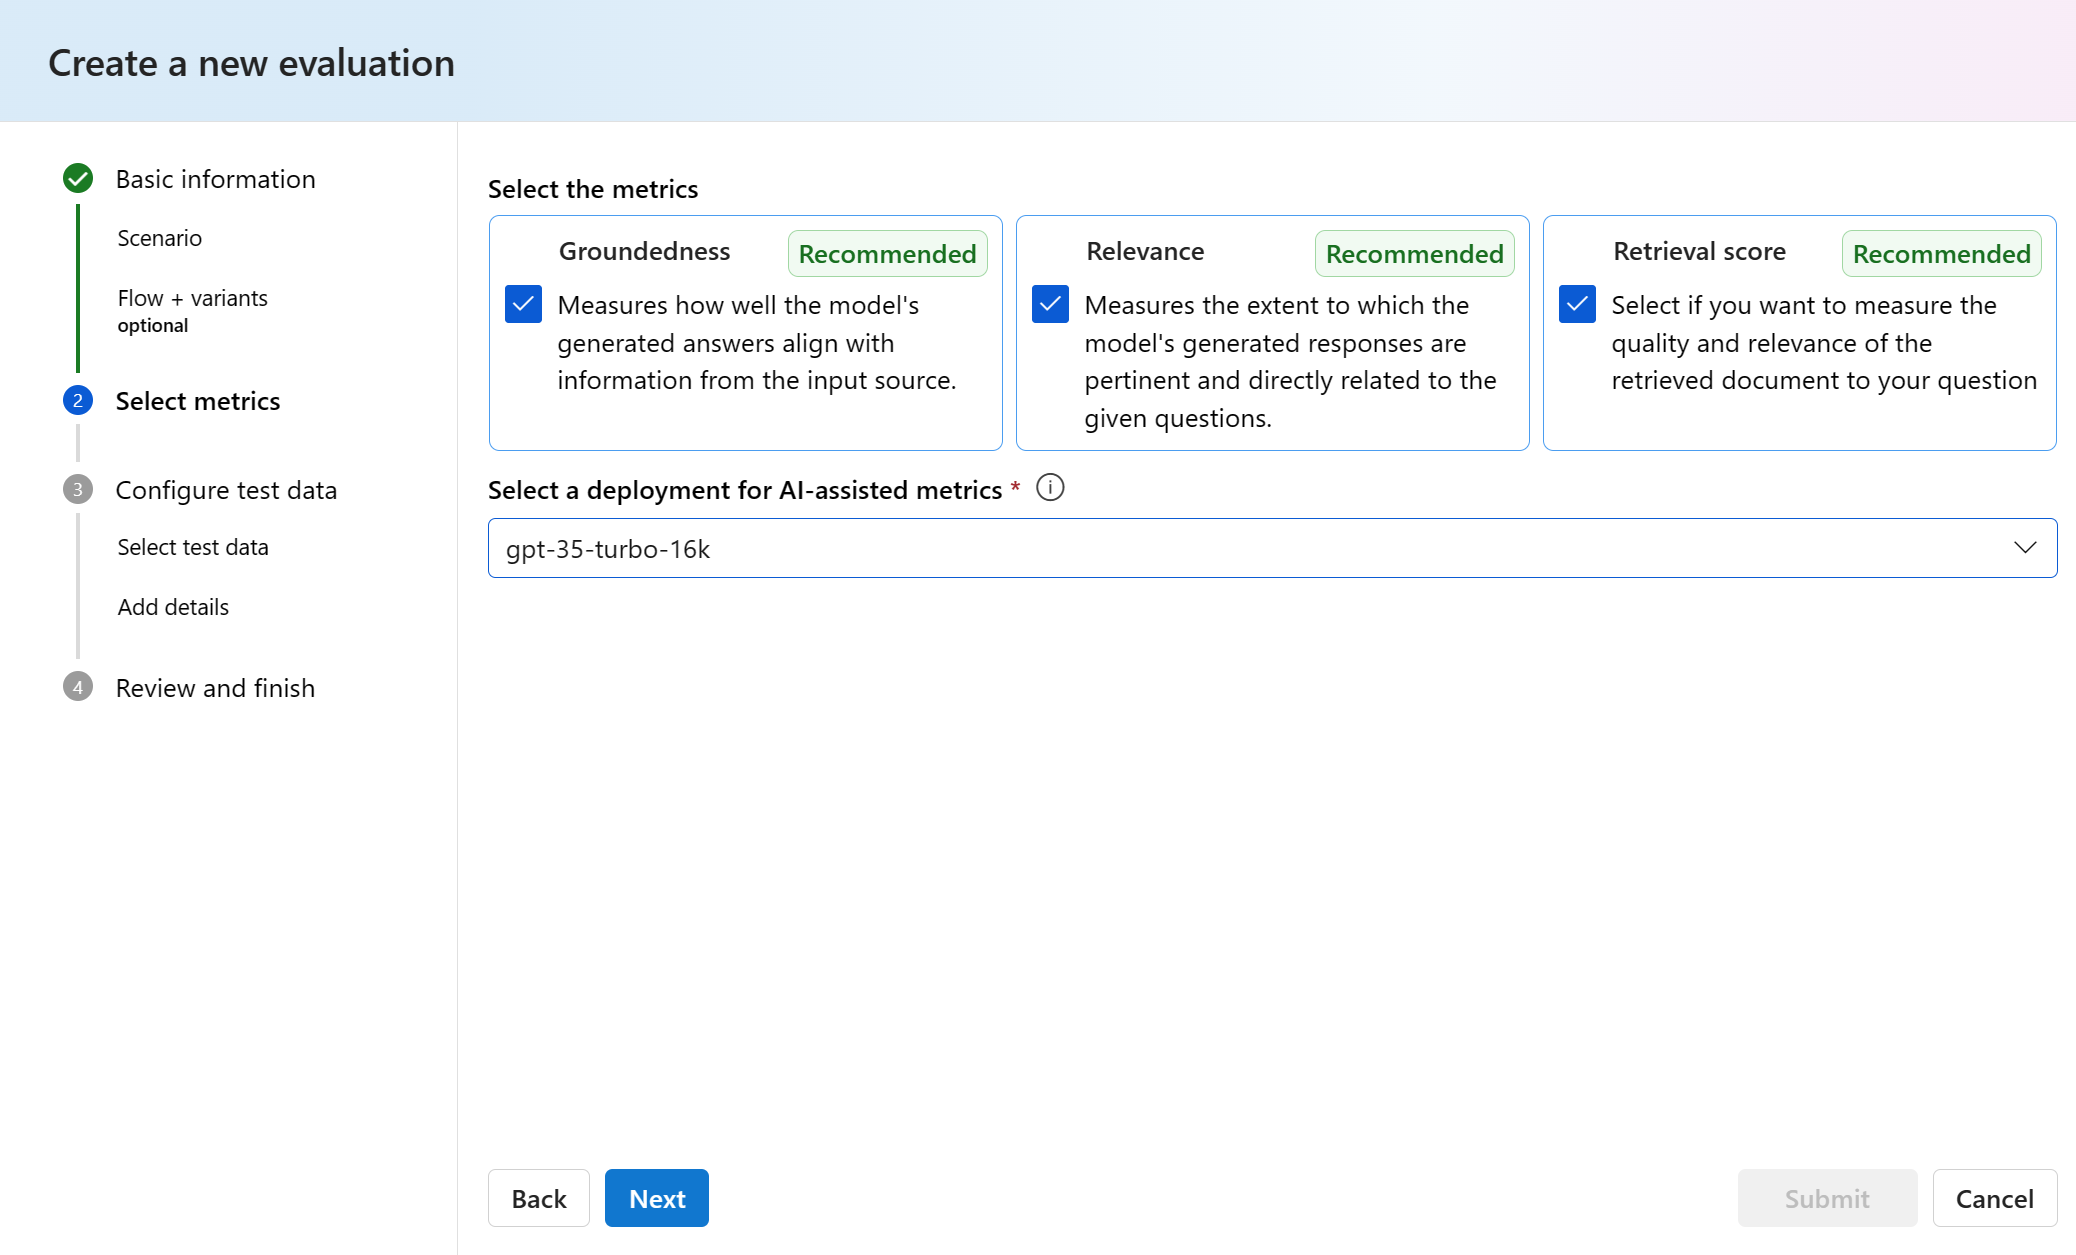 Create a new evaluation
Basic information
Scenario
Flow + variants
optional
2
Select metrics
3
Configure test data
Select test data
Add details
4
Review and finish
Select the metrics
Groundedness
Recommended
Measures how well the model's
generated answers align with
information from the input source.
Relevance
Recommended
Measures the extent to which the
model's generated responses are
pertinent and directly related to the
given questions.
Retrieval score
Recommended
Select if you want to measure the
quality and relevance of the
retrieved document to your question
Select a deployment for AI-assisted metrics *
gpt-35-turbo-16k
Back
Next
Submit
Cancel